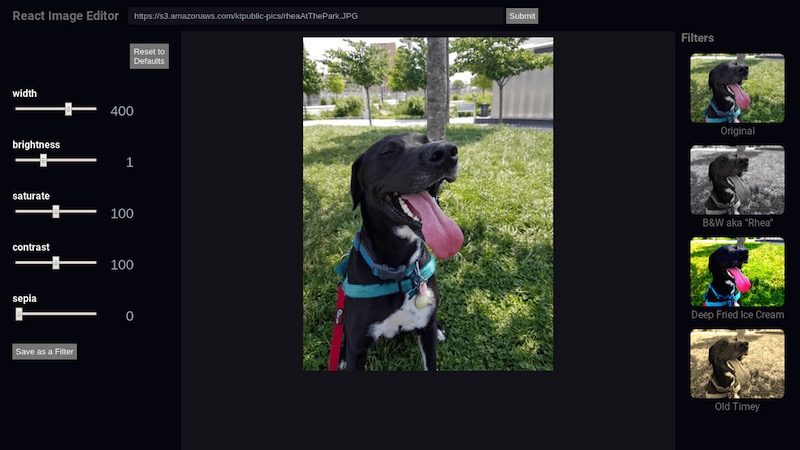 React Image Editor
https://s3.amazonaws.com/ktpublic-pics/rheaAtThePark.JPG
Submit
Reset to
Defaults
width
400
brightness
1
saturate
100
contrast
100
sepia
0
Save as a Filter
Filters
Original
B&W aka "Rhea"
Deep Fried Ice Cream
Old Timey